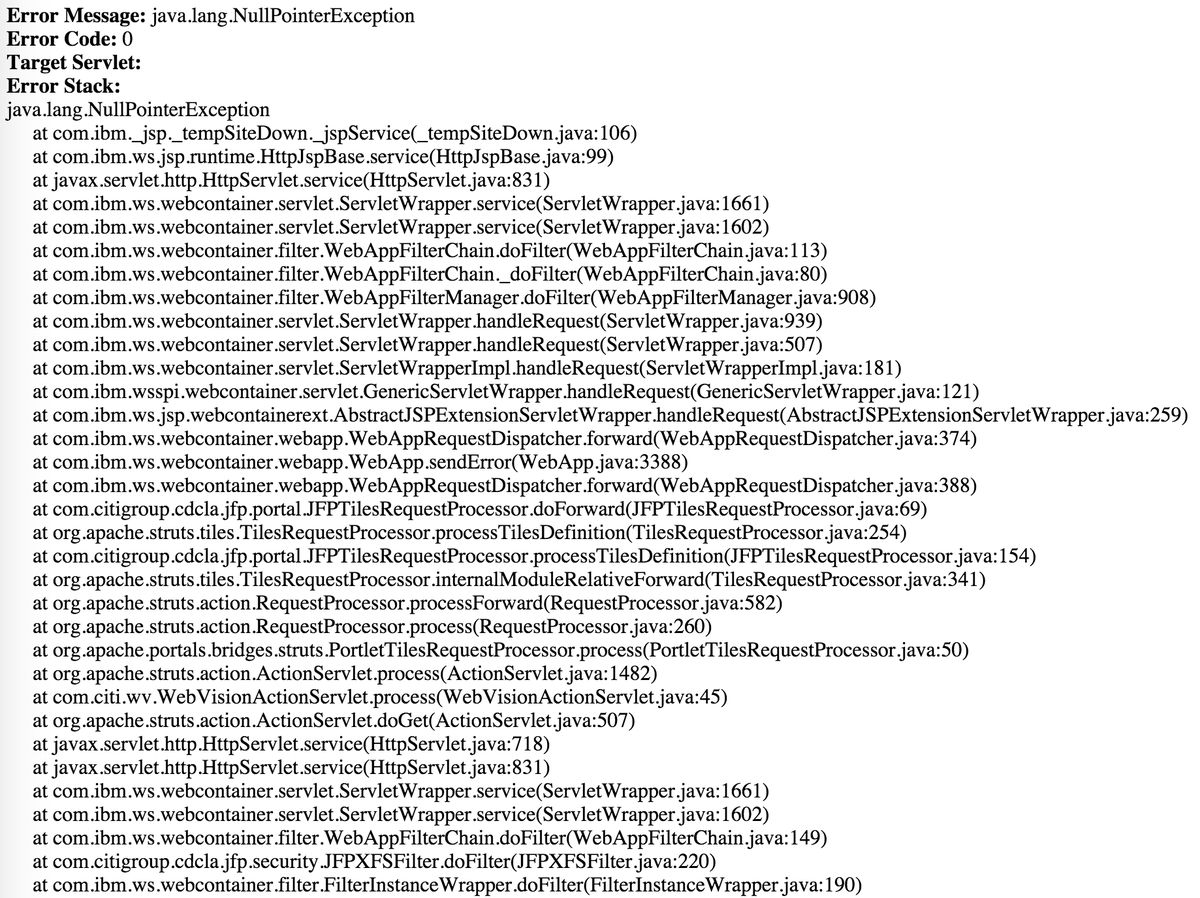 Error Message: java.lang.NullPointerException
Error Code: 0
Target Servlet:
Error Stack:
java.lang.NullPointerException
at com.ibm._jsp._tempSiteDown._jspService(_tempSiteDown.java:106)
at com.ibm.ws.jsp.runtime.HttpJspBase.service(HttpJspBase.java:99)
at javax.servlet.http.HttpServlet.service(HttpServlet.java:831)
at com.ibm.ws.webcontainer.servlet.ServletWrapper.service(ServletWrapper.java:1661)
at com.ibm.ws.webcontainer.servlet.ServletWrapper.service(ServletWrapper.java:1602)
at com.ibm.ws.webcontainer.filter.WebAppFilterChain.doFilter(WebAppFilterChain.java:113)
at com.ibm.ws.webcontainer.filter.WebAppFilterChain._doFilter(WebAppFilterChain.java:80)
at com.ibm.ws.webcontainer.filter.WebAppFilterManager.doFilter(WebAppFilterManager.java:908)
at com.ibm.ws.webcontainer.servlet.ServletWrapper.handleRequest(ServletWrapper.java:939)
at com.ibm.ws.webcontainer.servlet.ServletWrapper.handleRequest(ServletWrapper.java:507)
at com.ibm.ws.webcontainer.servlet.ServletWrapperImpl.handleRequest(ServletWrapperImpl.java:181)
at com.ibm.wsspi.webcontainer.servlet.GenericServletWrapper.handleRequest(GenericServletWrapper.java:121)
at com.ibm.ws.jsp.webcontainerext.AbstractJSPExtensionServletWrapper.handleRequest(AbstractJSPExtensionServletWrapper.java:259)
at com.ibm.ws.webcontainer.webapp.WebAppRequestDispatcher.forward(WebAppRequestDispatcher.java:374)
at com.ibm.ws.webcontainer.webapp.WebApp.sendError(WebApp.java:3388)
at com.ibm.ws.webcontainer.webapp.WebAppRequestDispatcher.forward(WebAppRequestDispatcher.java:388)
at com.citigroup.cdcla.jfp.portal.JFPTilesRequestProcessor.doForward(JFPTilesRequestProcessor.java:69)
at org.apache.struts.tiles.TilesRequestProcessor.processTilesDefinition(TilesRequestProcessor.java:254)
at com.citigroup.cdcla.jfp.portal.JFPTilesRequestProcessor.processTilesDefinition(JFPTilesRequestProcessor.java:154)
at org.apache.struts.tiles.TilesRequestProcessor.internalModuleRelativeForward(TilesRequestProcessor.java:341)
at org.apache.struts.action.RequestProcessor.processForward(RequestProcessor.java:582)
at org.apache.struts.action.RequestProcessor.process(RequestProcessor.java:260)
at org.apache.portals.bridges.struts.PortletTilesRequestProcessor.process(PortletTilesRequestProcessor.java:50)
at org.apache.struts.action.ActionServlet.process(ActionServlet.java:1482)
at com.citi.wv.WebVisionActionServlet.process(WebVisionActionServlet.java:45)
at org.apache.struts.action.ActionServlet.doGet(ActionServlet.java:507)
at javax.servlet.http.HttpServlet.service(HttpServlet.java:718)
at javax.servlet.http.HttpServlet.service(HttpServlet.java:831)
at com.ibm.ws.webcontainer.servlet.ServletWrapper.service(ServletWrapper.java:1661)
at com.ibm.ws.webcontainer.servlet.ServletWrapper.service(ServletWrapper.java:1602)
at com.ibm.ws.webcontainer.filter.WebAppFilterChain.doFilter(WebAppFilterChain.java:149)
at com.citigroup.cdcla.jfp.security.JFPXFSFilter.doFilter(JFPXFSFilter.java:220)
at com.ibm.ws.webcontainer.filter.FilterInstanceWrapper.doFilter(FilterInstanceWrapper.java:190)